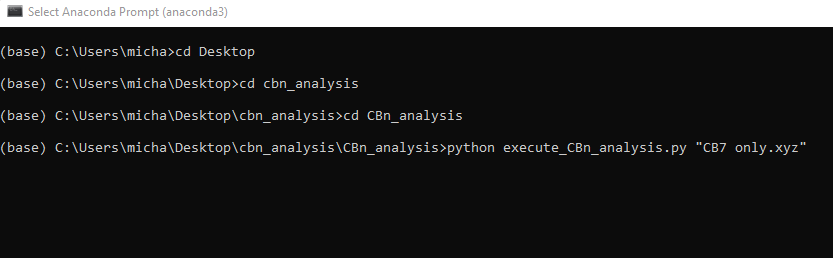 Select Anaconda Prompt (anaconda3)
(base) C:\Users\micha>cd Desktop
(base) C:\Users\micha\Desktop>cd cbn_analysis
(base) C:\Users\micha\Desktop\cbn_analysis>cd CBn_analysis
(base) C:\Users\micha\Desktop\cbn_analysis\CBn_analysis>python execute_CBn_analysis.py "CB7 only.xyz"